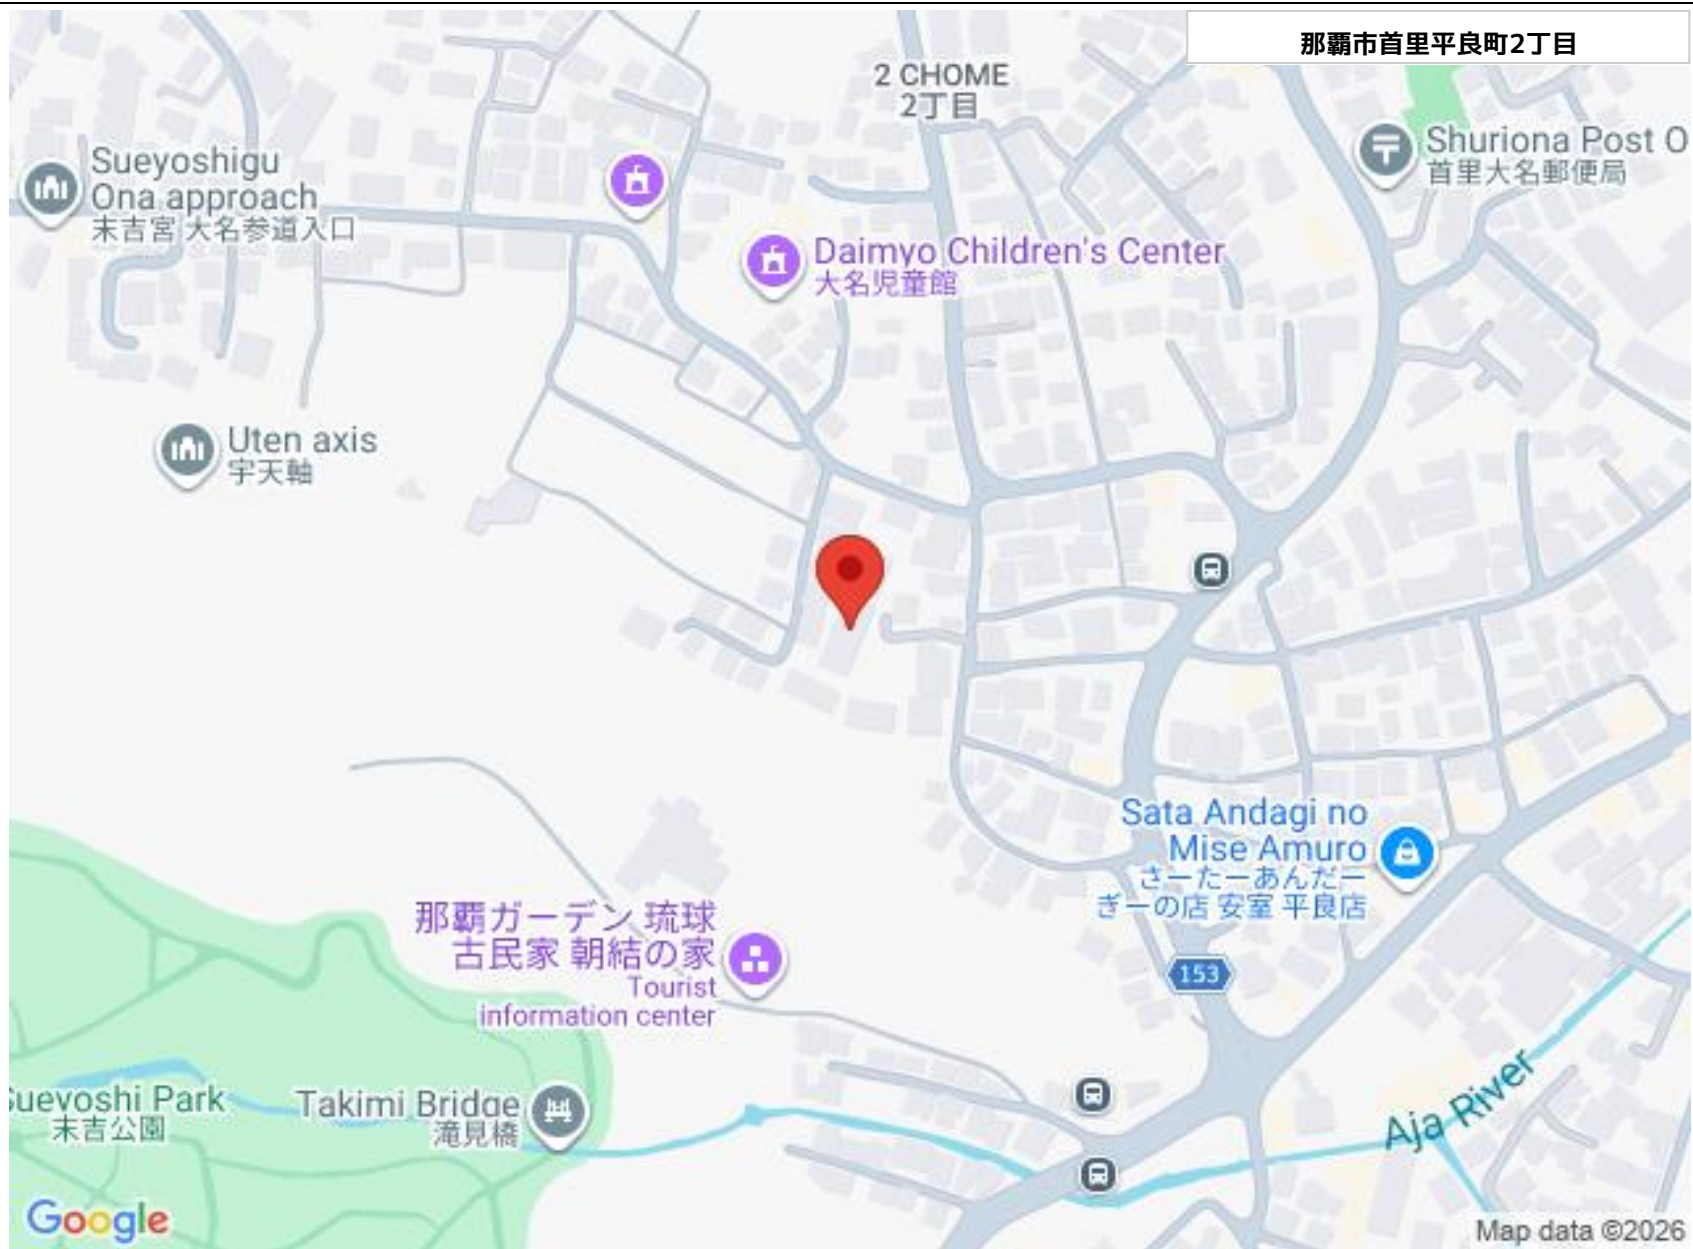 那覇市首里平良町2丁目
2 CHOME
2丁目
Shuriona Post O
首里大名郵便局
Sueyoshigu
Ona approach
末吉宮 大名参道入口
Daimyo Children's Center
大名児童館
Uten axis
宇天軸
Sata Andagi no
Mise Amuro
さーたーあんだー
ぎーの店 安室 平良店
那覇ガーデン 琉球
古民家 朝結の家
Tourist
information center
153
Sueyoshi Park
末吉公園
Takimi Bridge
滝見橋
Aja River
Google
Map data ©2026